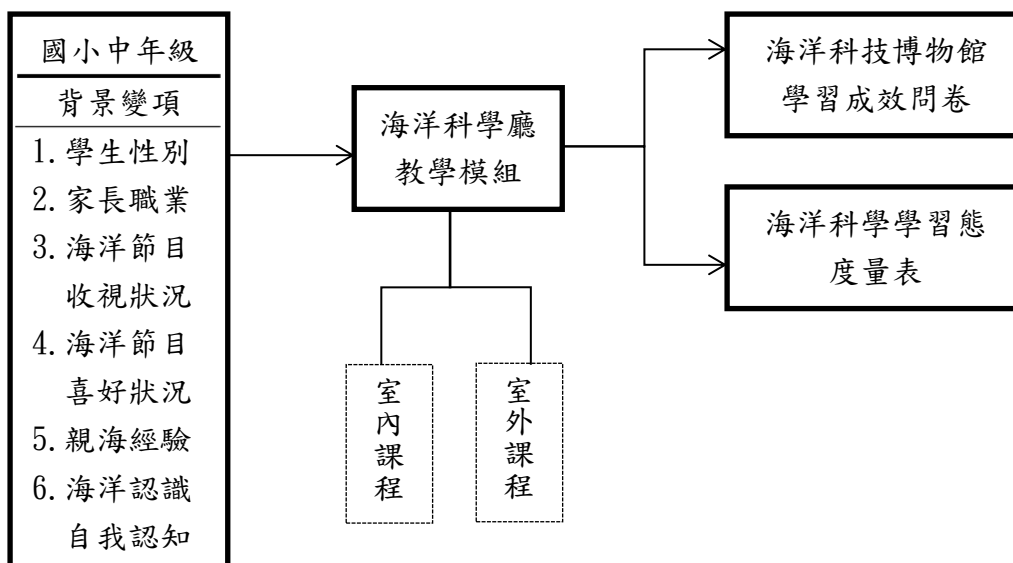 國小中年級
背景變項
1.學生性別
2.家長職業
3.海洋節目
收視狀況
4.海洋節目
喜好狀況
5.親海經驗
6.海洋認識
自我認知
海洋科學廳
教學模組
室內課程
室外課程
海洋科技博物館
學習成效問卷
海洋科學學習態
度量表